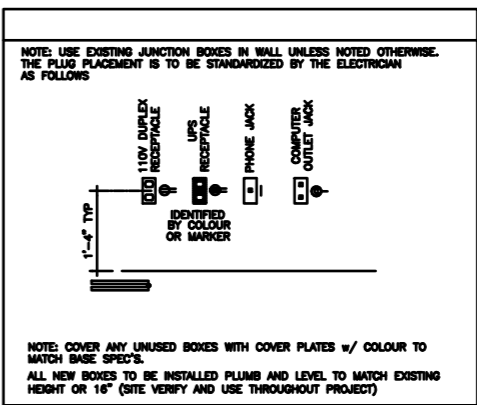 NOTE: USE EXISTING JUNCTION BOXES IN WALL UNLESS NOTED OTHERWISE.
THE PLUG PLACEMENT IS TO BE STANDARDIZED BY THE ELECTRICIAN
AS FOLLOWS
110V DUPLEX
RECEPTACLE
UPS
RECEPTACLE
PHONE JACK
COMPUTER
OUTLET JACK
1'-4" TYP
IDENTIFIED
BY COLOUR
OR MARKER
NOTE: COVER ANY UNUSED BOXES WITH COVER PLATES w/ COLOUR TO
MATCH BASE SPEC'S.
ALL NEW BOXES TO BE INSTALLED PLUMB AND LEVEL TO MATCH EXISTING
HEIGHT OR 16" (SITE VERIFY AND USE THROUGHOUT PROJECT)